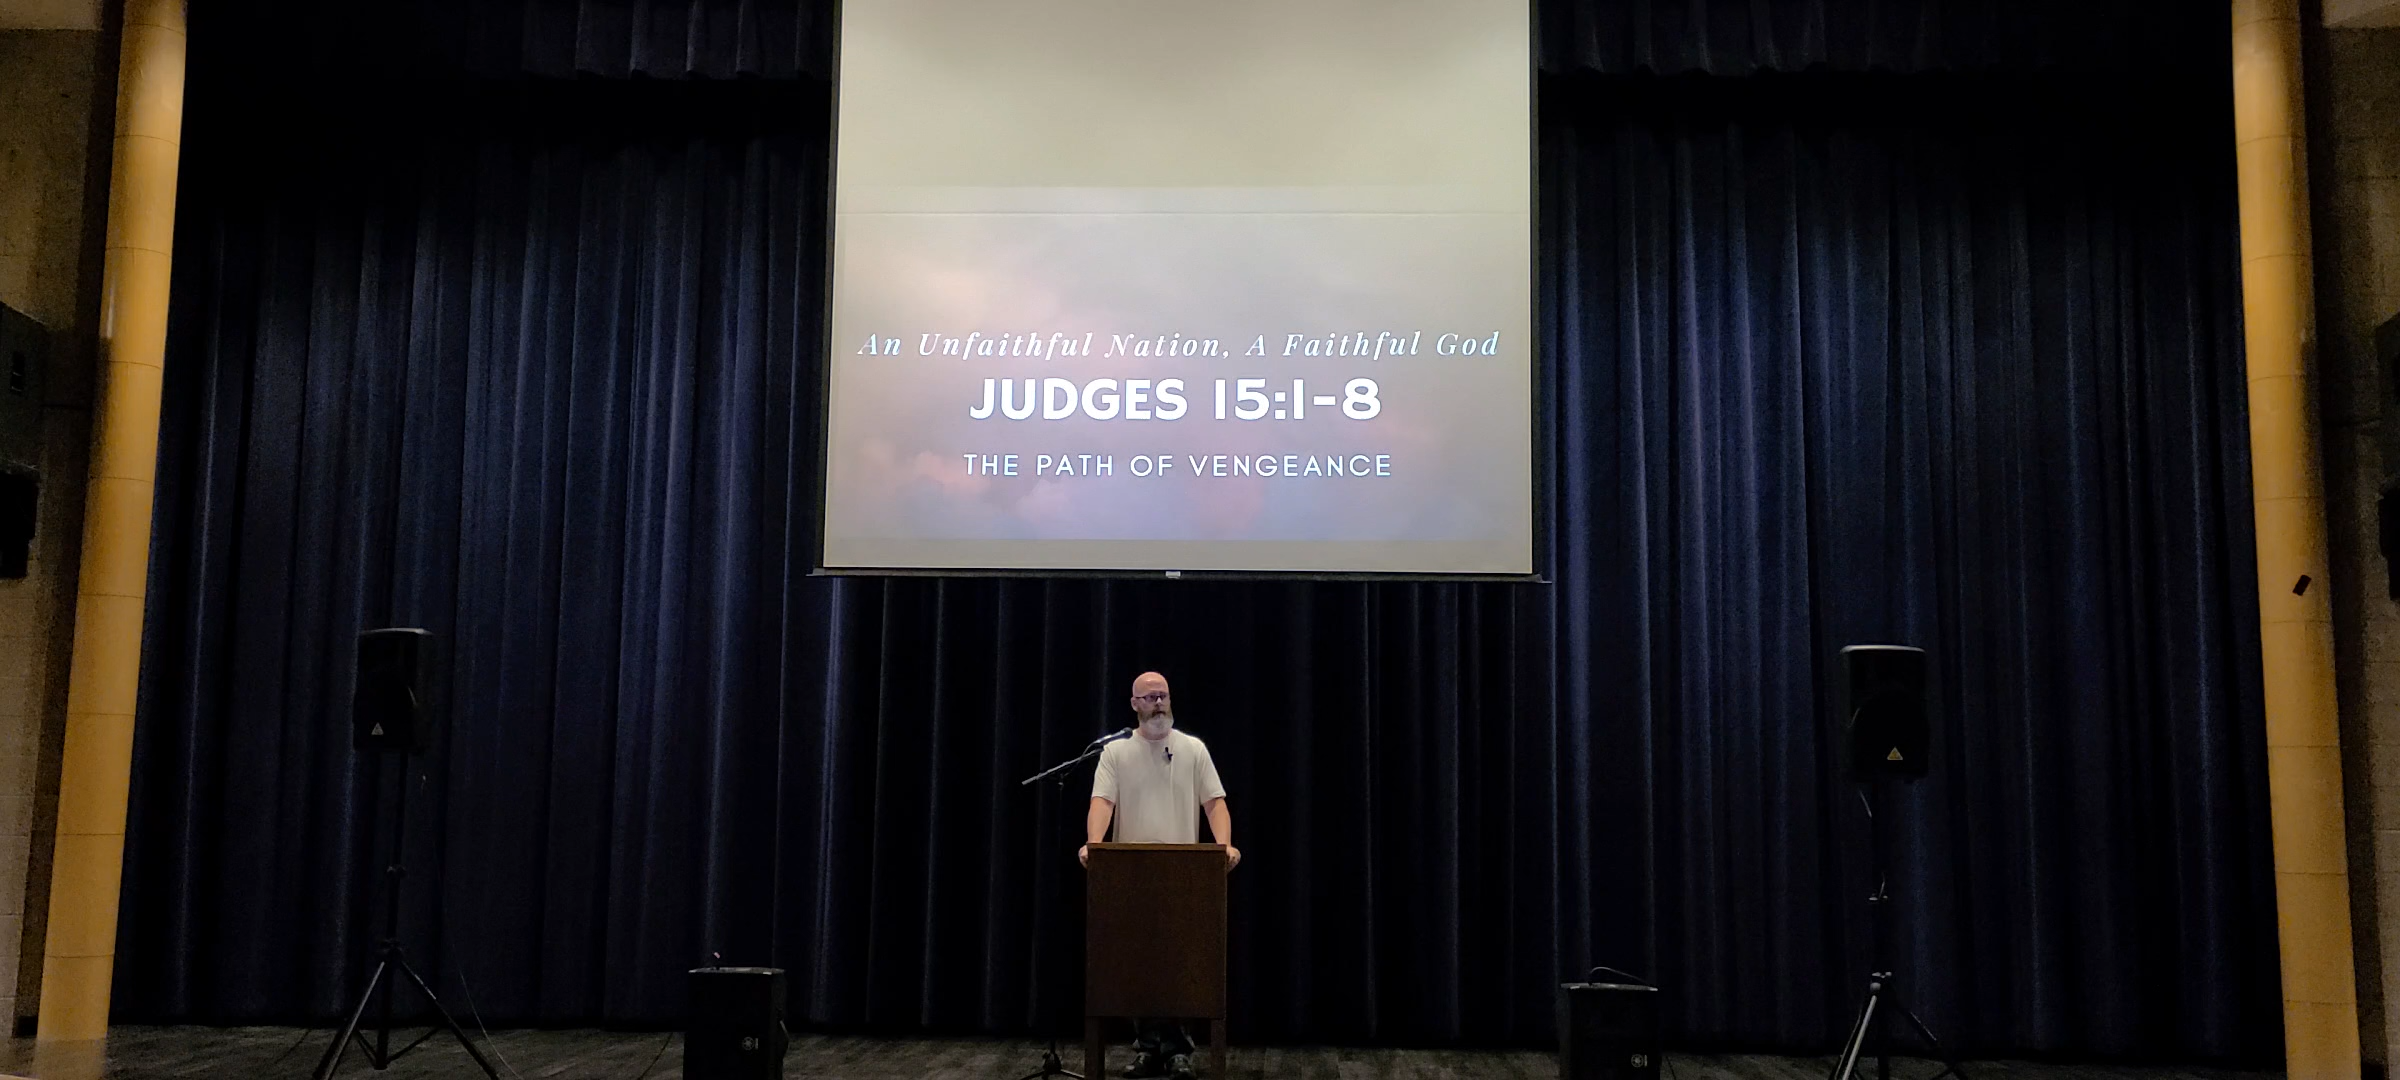 An Unfaithful Nation, A Faithful God
JUDGES 15:1-8
THE PATH OF VENGEANCE